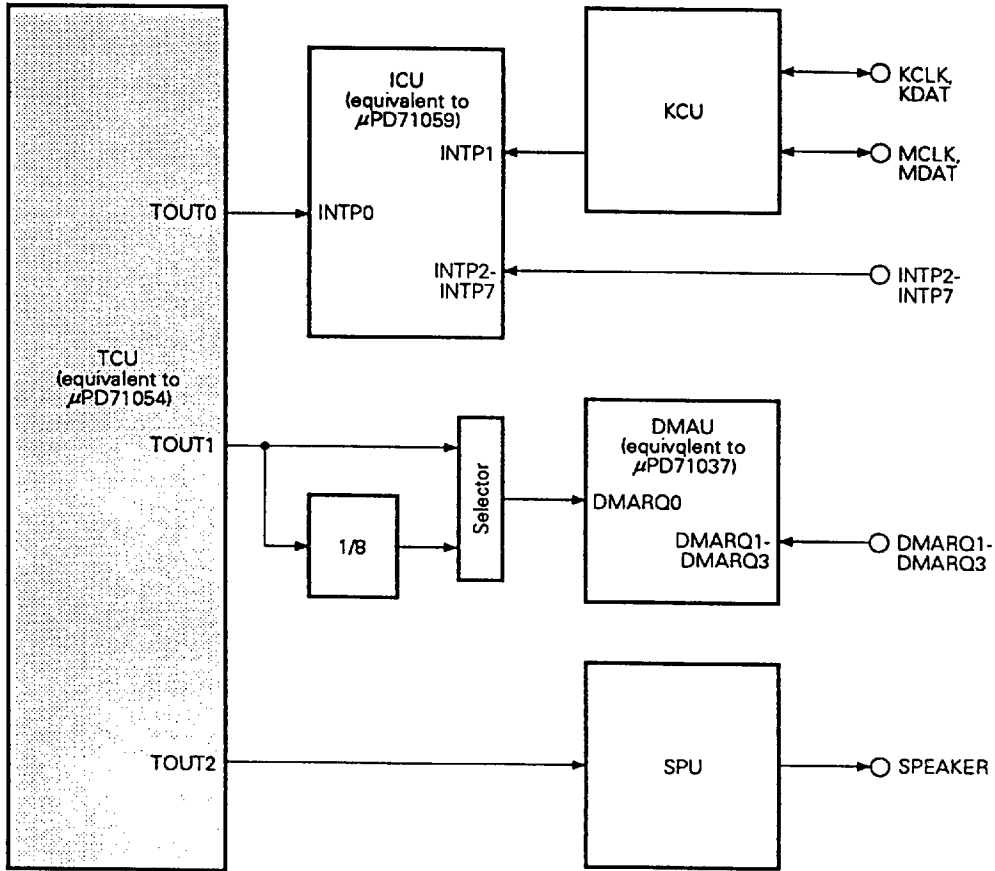 TCU
(equivalent to
μPD71054)
TOUT0
TOUT1
TOUT2
ICU
(equivalent to
μPD71059)
INTP1
INTP0
INTP2-
INTP7
KCU
KCLK,
KDAT
MCLK,
MDAT
INTP2-
INTP7
1/8
Selector
DMAU
(equivqlent to
μPD71037)
DMARQ0
DMARQ1-
DMARQ3
DMARQ1-
DMARQ3
SPU
SPEAKER